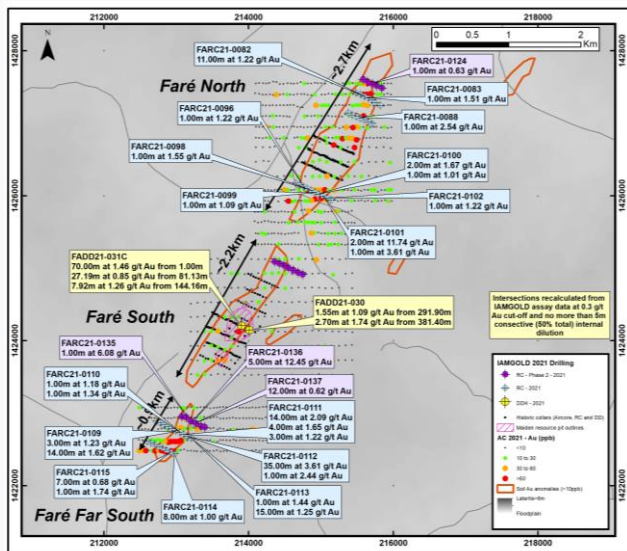 212000
214000
216000
218000
1428000
0
0.5
1
2
Km
FARC21-0082
11.00m at 1.22 g/t Au
~2.7km
FARC21-0124
1.00m at 0.63 g/t Au
Faré North
FARC21-0083
1.00m at 1.51 g/t Au
FARC21-0096
1.00m at 1.22 g/t Au
FARC21-0088
1.00m at 2.54 g/t Au
FARC21-0098
1.00m at 1.55 g/t Au
FARC21-0100
2.00m at 1.67 g/t Au
1.00m at 1.01 g/t Au
1426000
FARC21-0099
1.00m at 1.09 g/t Au
FARC21-0102
1.00m at 1.22 g/t Au
FARC21-0101
2.00m at 11.74 g/t Au
1.00m at 3.61 g/t Au
~2.2km
FADD21-031C
70.00m at 1.46 g/t Au from 1.00m
27.19m at 0.85 g/t Au from 81.13m
7.92m at 1.26 g/t Au from 144.16m
Faré South
FADD21-030
1.55m at 1.09 g/t Au from 291.90m
2.70m at 1.74 g/t Au from 381.40m
Intersections recalculated from
IAMGOLD assay data at 0.3 g/t
Au cut-off and no more than 5m
consective (50% total) internal
dilution
1424000
FARC21-0135
1.00m at 6.08 g/t Au
FARC21-0136
5.00m at 12.45 g/t Au
FARC21-0110
1.00m at 1.18 g/t Au
1.00m at 1.34 g/t Au
FARC21-0137
12.00m at 0.62 g/t Au
FARC21-0111
14.00m at 2.09 g/t Au
4.00m at 1.65 g/t Au
3.00m at 1.22 g/t Au
FARC21-0109
3.00m at 1.23 g/t Au
14.00m at 1.62 g/t Au
FARC21-0112
35.00m at 3.61 g/t Au
1.00m at 2.44 g/t Au
FARC21-0115
7.00m at 0.68 g/t Au
1.00m at 1.74 g/t Au
FARC21-0113
1.00m at 1.44 g/t Au
15.00m at 1.25 g/t Au
1422000
FARC21-0114
8.00m at 1.00 g/t Au
Faré Far South
IAMGOLD 2021 Drilling
RC - Phase 2 - 2021
RC - 2021
DDH - 2021
Historic collars (Aircore, RC and DD)
Maiden resource pit outlines
AC 2021 - Au (ppb)
<10
10 to 30
30 to 60
>60
Soil Au anomalies (>10ppb)
Laterite>6m
Floodplain
212000
214000
216000
218000